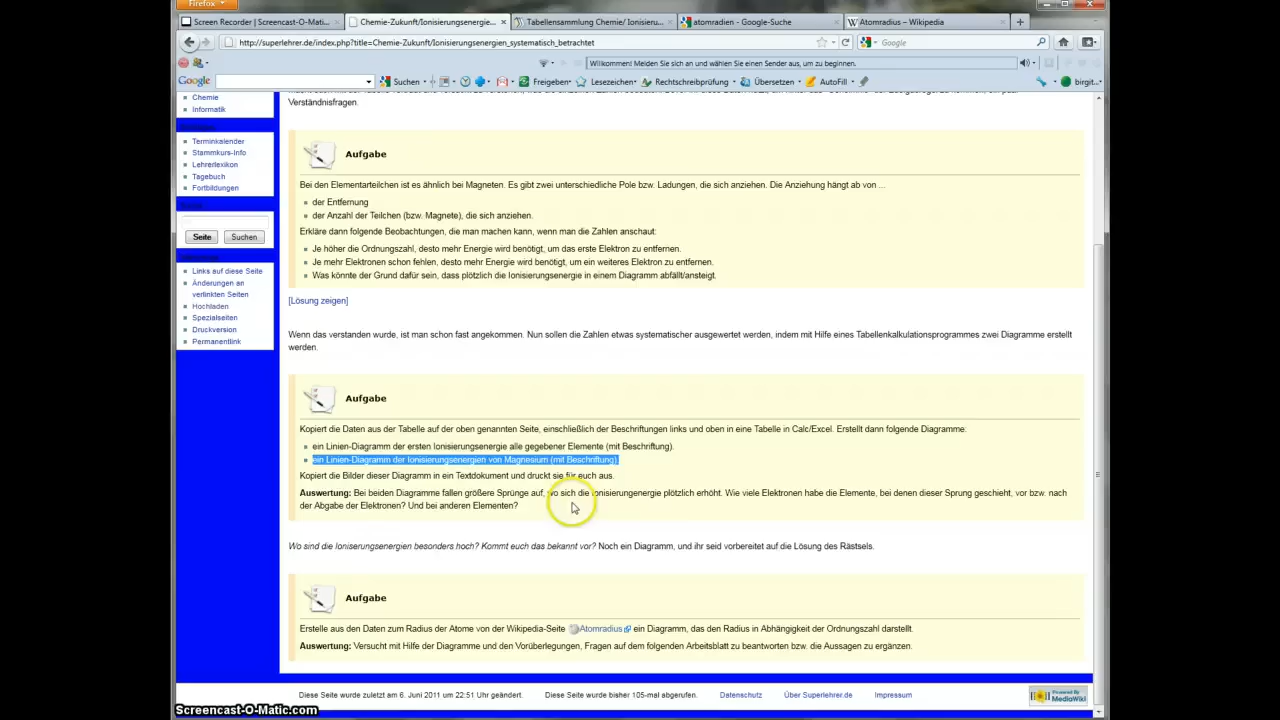 Firefox
Screen Recorder | Screencast-O-Mati...
Chemie-Zukunft/Ionisierungsenergie...
Tabellensammlung Chemie/ Ionisieru...
atomradien - Google-Suche
Atomradius – Wikipedia
http://superlehrer.de/index.php?title=Chemie-Zukunft/Ionisierungsenergien_systematisch_betrachtet
Google
Willkommen! Melden Sie sich an und wählen Sie einen Sender aus, um zu beginnen.
Google
Suchen
Freigeben
Lesezeichen
Rechtschreibprüfung
Übersetzen
AutoFill
birgit...
Chemie
Informatik
Terminkalender
Stammkurs-Info
Lehrerlexikon
Tagebuch
Fortbildungen
Seite
Suchen
Links auf diese Seite
Änderungen an
verlinkten Seiten
Hochladen
Spezialseiten
Druckversion
Permanentlink
Verständnisfragen.
Aufgabe
Bei den Elementarteilchen ist es ähnlich bei Magneten. Es gibt zwei unterschiedliche Pole bzw. Ladungen, die sich anziehen. Die Anziehung hängt ab von ...
der Entfernung
der Anzahl der Teilchen (bzw. Magnete), die sich anziehen.
Erkläre dann folgende Beobachtungen, die man machen kann, wenn man die Zahlen anschaut:
Je höher die Ordnungszahl, desto mehr Energie wird benötigt, um das erste Elektron zu entfernen.
Je mehr Elektronen schon fehlen, desto mehr Energie wird benötigt, um ein weiteres Elektron zu entfernen.
Was könnte der Grund dafür sein, dass plötzlich die Ionisierungsenergie in einem Diagramm abfällt/ansteigt.
[Lösung zeigen]
Wenn das verstanden wurde, ist man schon fast angekommen. Nun sollen die Zahlen etwas systematischer ausgewertet werden, indem mit Hilfe eines Tabellenkalkulationsprogrammes zwei Diagramme erstellt
werden.
Aufgabe
Kopiert die Daten aus der Tabelle auf der oben genannten Seite, einschließlich der Beschriftungen links und oben in eine Tabelle in Calc/Excel. Erstellt dann folgende Diagramme:
ein Linien-Diagramm der ersten Ionisierungsenergie alle gegebener Elemente (mit Beschriftung).
ein Linien-Diagramm der Ionisierungsenergien von Magnesium (mit Beschriftung).
Kopiert die Bilder dieser Diagramm in ein Textdokument und druckt sie für euch aus.
Auswertung: Bei beiden Diagramme fallen größere Sprünge auf, wo sich die Ionisierungenergie plötzlich erhöht. Wie viele Elektronen habe die Elemente, bei denen dieser Sprung geschieht, vor bzw. nach
der Abgabe der Elektronen? Und bei anderen Elementen?
Wo sind die Ioniserungsenergien besonders hoch? Kommt euch das bekannt vor? Noch ein Diagramm, und ihr seid vorbereitet auf die Lösung des Rätsels.
Aufgabe
Erstelle aus den Daten zum Radius der Atome von der Wikipedia-Seite Atomradius ein Diagramm, das den Radius in Abhängigkeit der Ordnungszahl darstellt.
Auswertung: Versucht mit Hilfe der Diagramme und den Vorüberlegungen, Fragen auf dem folgenden Arbeitsblatt zu beantworten bzw. die Aussagen zu ergänzen.
Diese Seite wurde zuletzt am 6. Juni 2011 um 22:51 Uhr geändert.
Diese Seite wurde bisher 105-mal abgerufen.
Datenschutz
Über Superlehrer.de
Impressum
Powered By
MediaWiki
Screencast-O-Matic.com